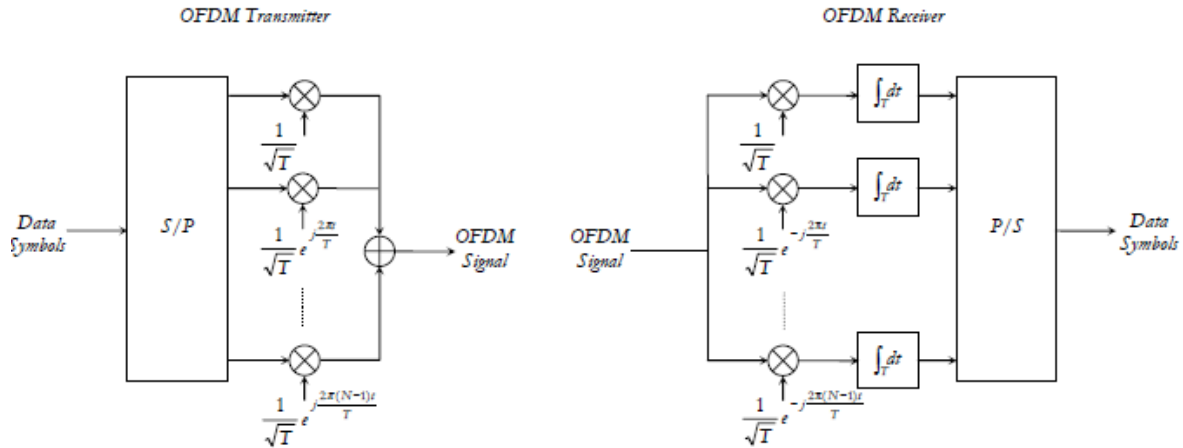 OFDM Transmitter
S/P
Data
Symbols
1/√T
1/√T e^{j2πt/T}
1/√T e^{j2π(N−1)t/T}
OFDM
Signal
OFDM Receiver
OFDM
Signal
1/√T
1/√T e^{-j2πt/T}
1/√T e^{-j2π(N−1)t/T}
∫_T dt
∫_T dt
∫_T dt
P/S
Data
Symbols